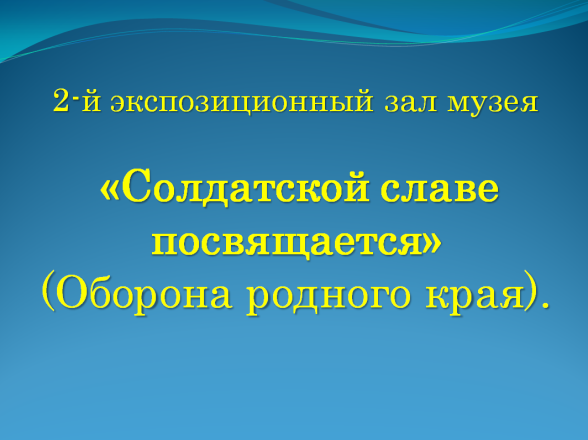 2-й экспозиционный зал музея
«Солдатской славе
посвящается»
(Оборона родного края).